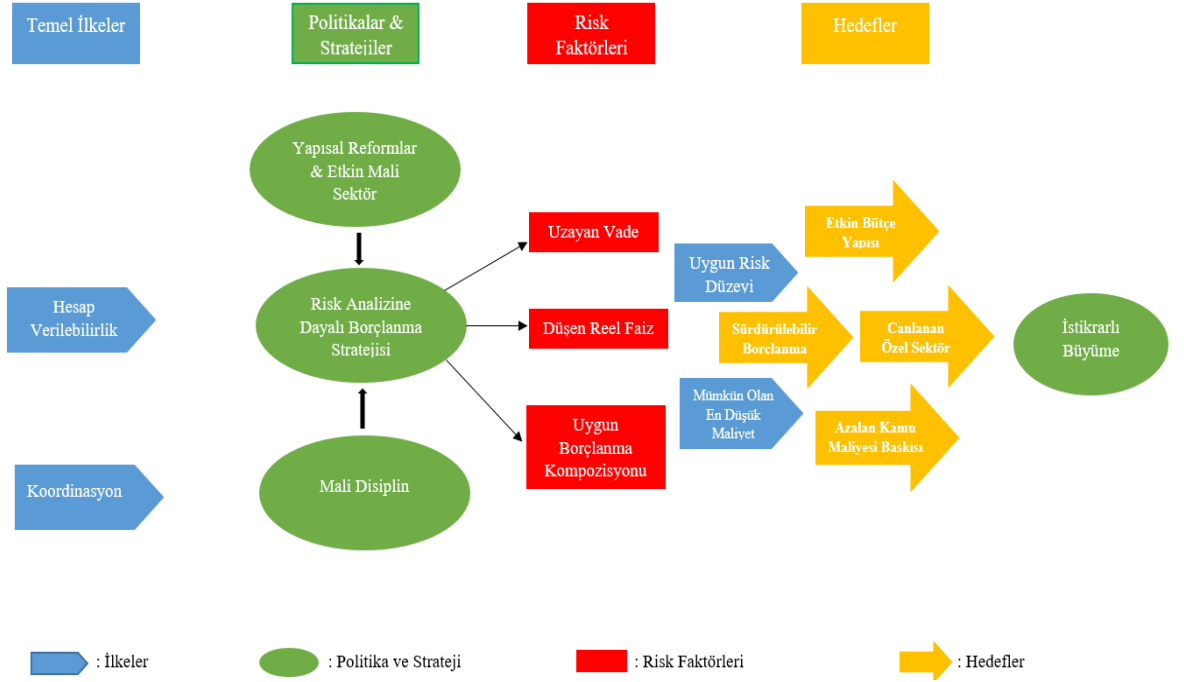 Temel İlkeler
Politikalar &
Stratejiler
Risk
Faktörleri
Hedefler
Yapısal Reformlar
& Etkin Mali
Sektör
Hesap
Verilebilirlik
Risk Analizine
Dayalı Borçlanma
Stratejisi
Koordinasyon
Mali Disiplin
Uzayan Vade
Düşen Reel Faiz
Uygun
Borçlanma
Kompozisyonu
Uygun Risk
Düzeyi
Sürdürülebilir
Borçlanma
Mümkün Olan
En Düşük
Maliyet
Etkin Bütçe
Yapısı
Canlanan
Özel Sektör
Azalan Kamu
Maliyesi Baskısı
İstikrarlı
Büyüme
: İlkeler
: Politika ve Strateji
: Risk Faktörleri
: Hedefler